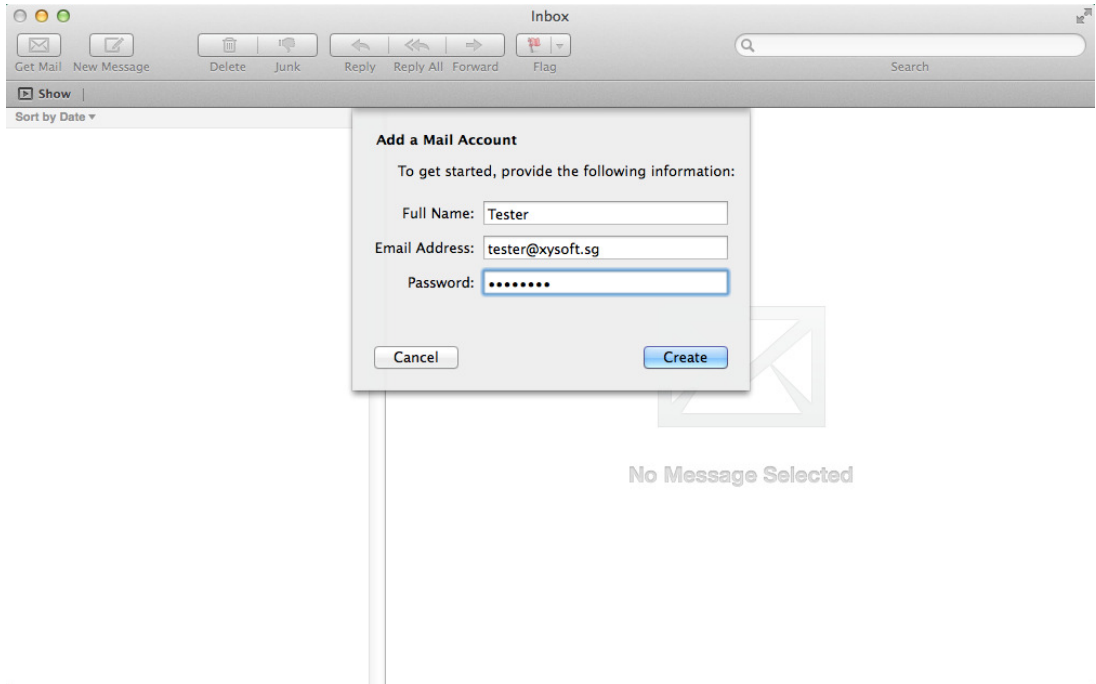 Inbox
Get Mail New Message Delete Junk Reply Reply All Forward Flag Search
Show
Sort by Date ▾
Add a Mail Account
To get started, provide the following information:
Full Name: Tester
Email Address: tester@xysoft.sg
Password: ••••••••
Cancel Create
No Message Selected